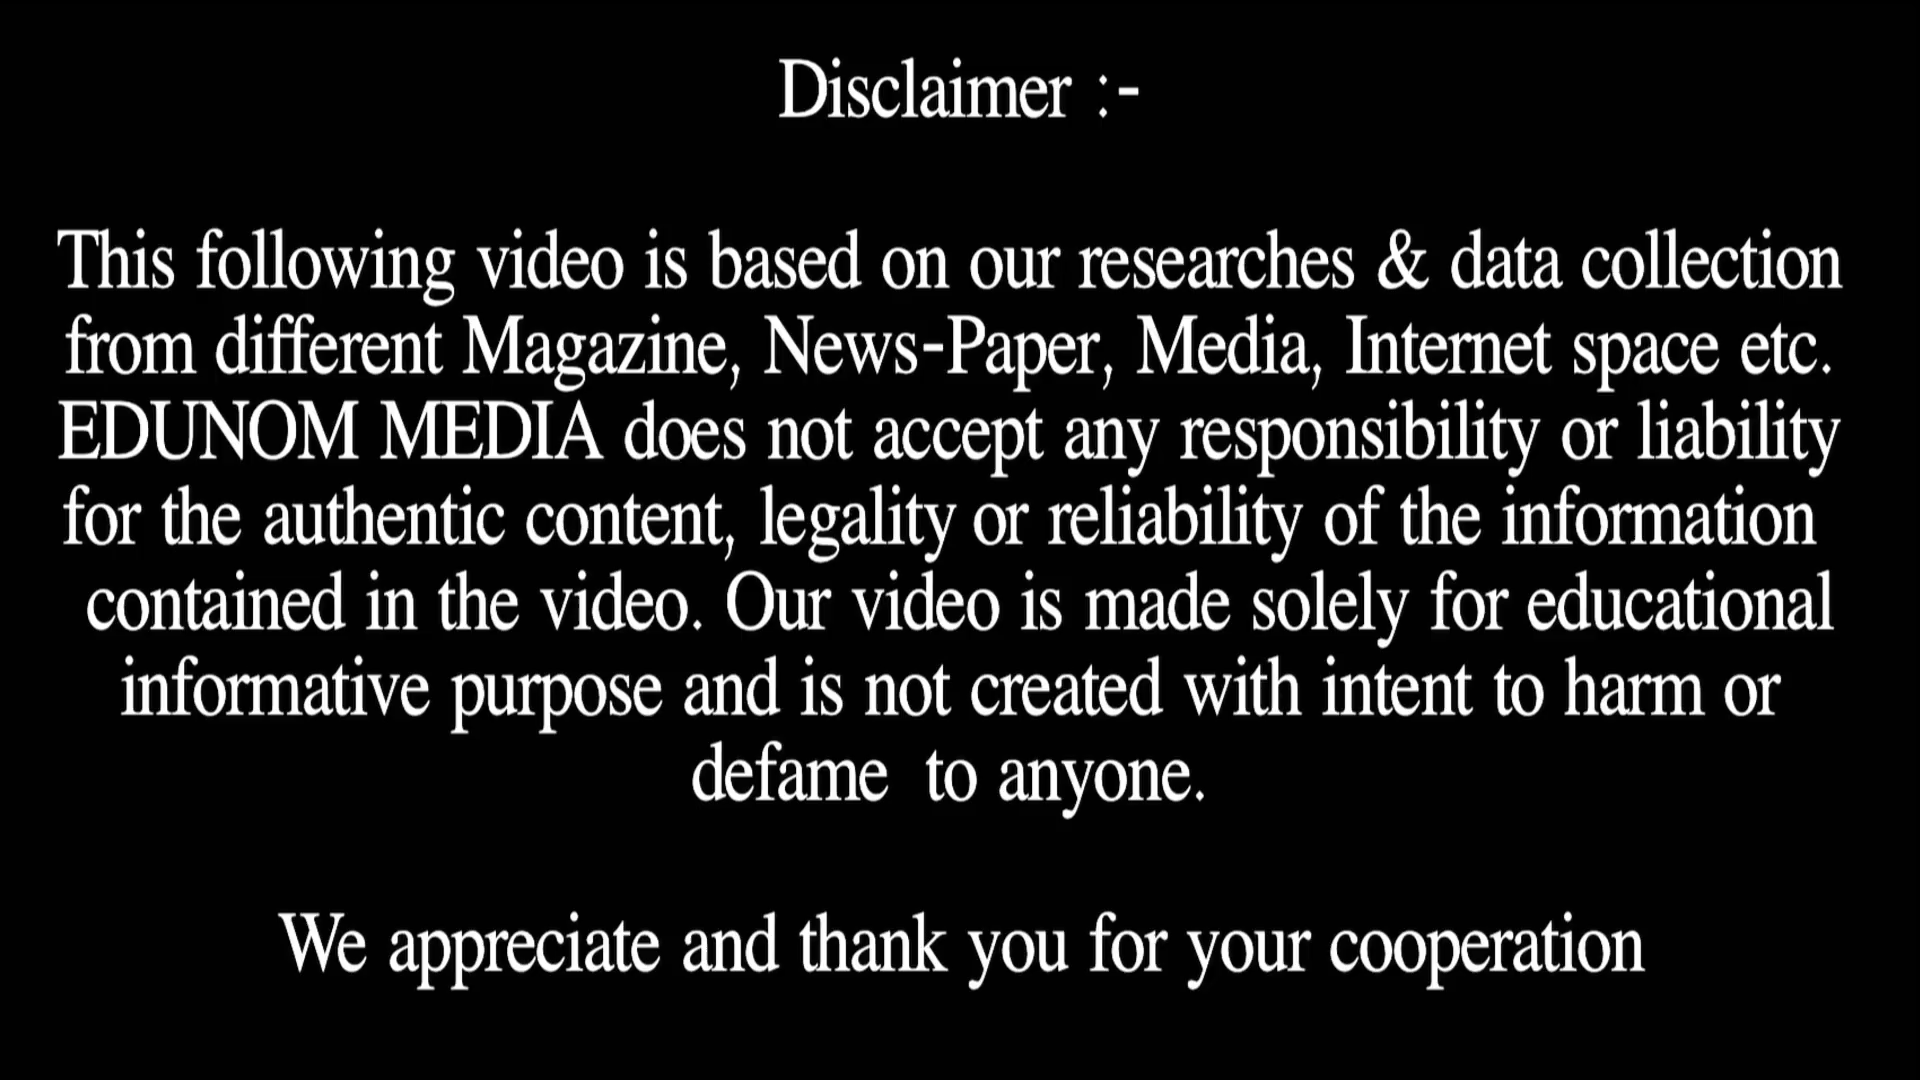 Disclaimer :-
This following video is based on our researches & data collection
from different Magazine, News-Paper, Media, Internet space etc.
EDUNOM MEDIA does not accept any responsibility or liability
for the authentic content, legality or reliability of the information
contained in the video. Our video is made solely for educational
informative purpose and is not created with intent to harm or
defame to anyone.
We appreciate and thank you for your cooperation